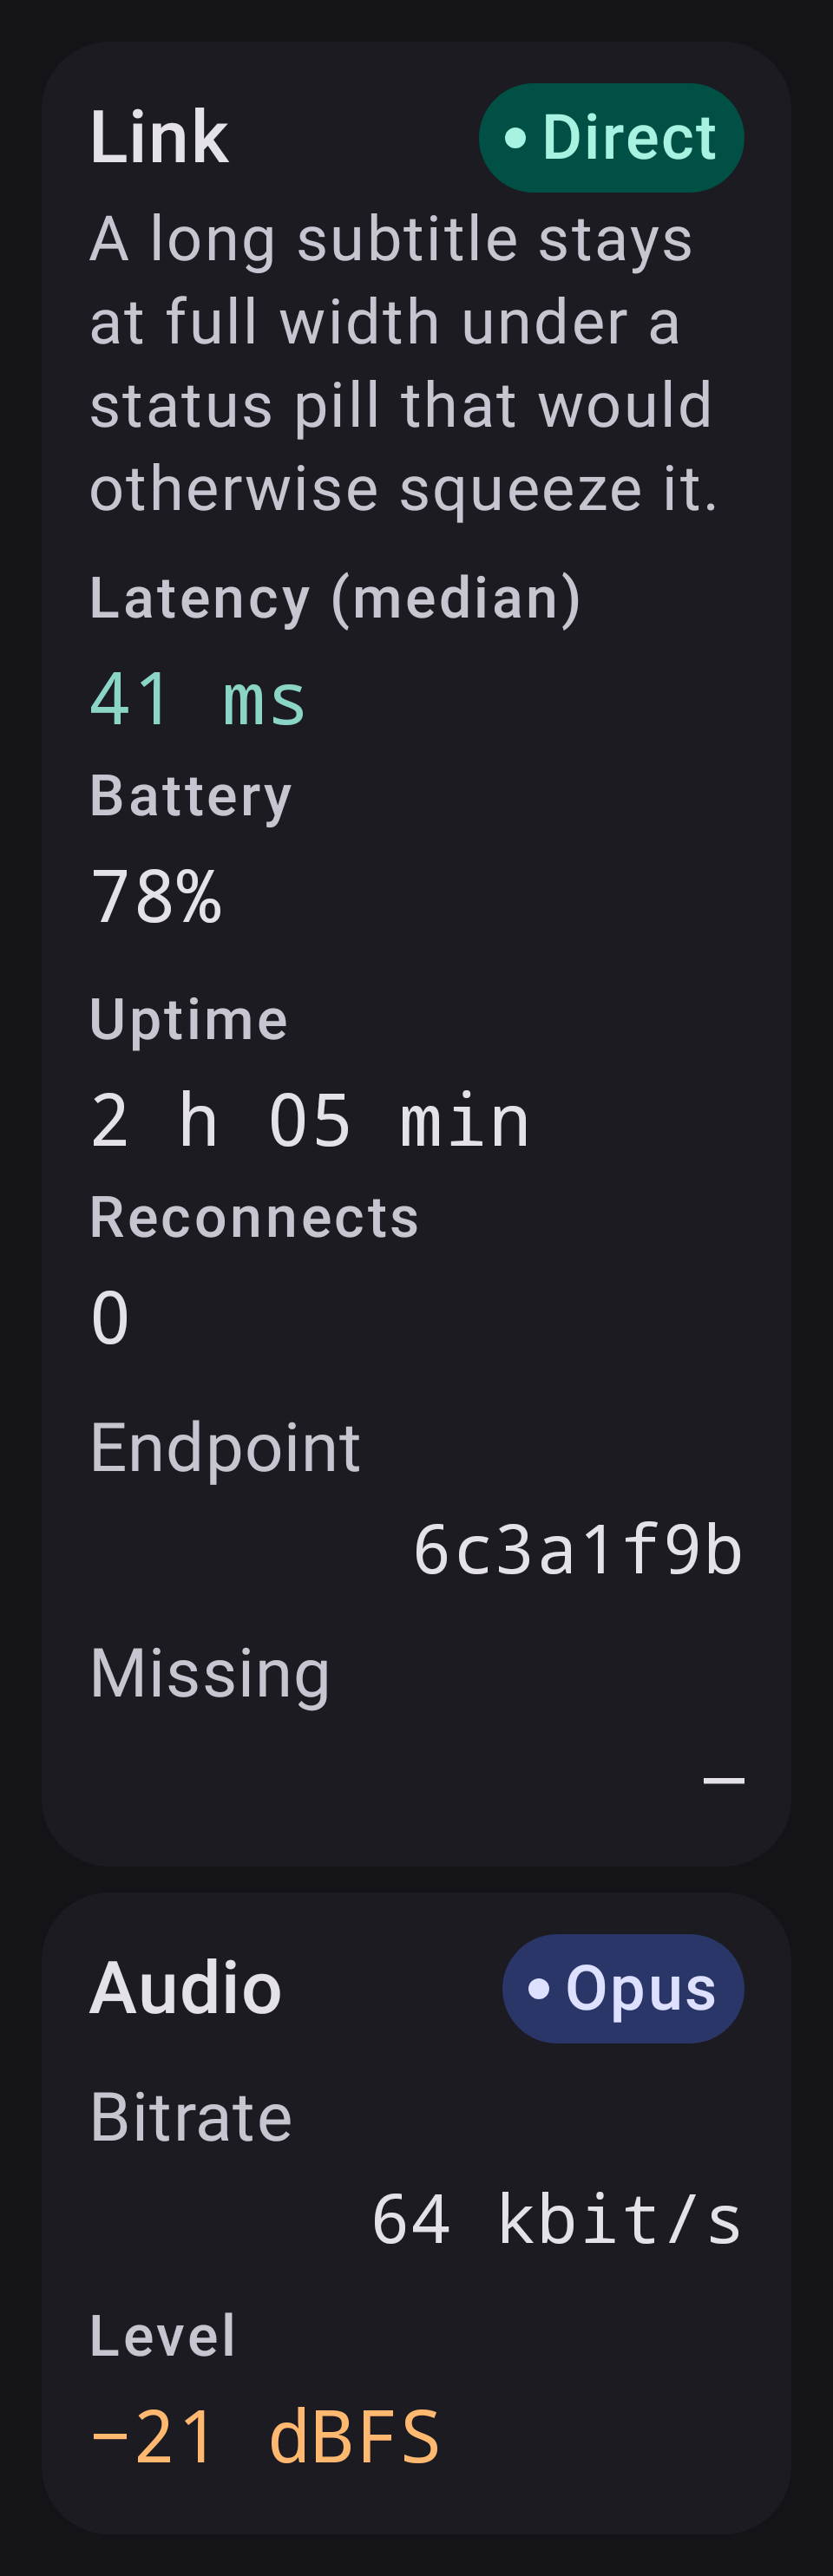 Link
Direct
A long subtitle stays
at full width under a
status pill that would
otherwise squeeze it.
Latency (median)
41 ms
Battery
78%
Uptime
2 h 05 min
Reconnects
0
Endpoint
6c3a1f9b
Missing
—
Audio
Opus
Bitrate
64 kbit/s
Level
−21 dBFS